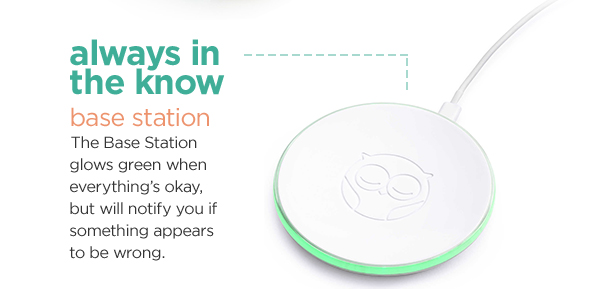 always in
the know
base station
The Base Station
glows green when
everything's okay,
but will notify you if
something appears
to be wrong.